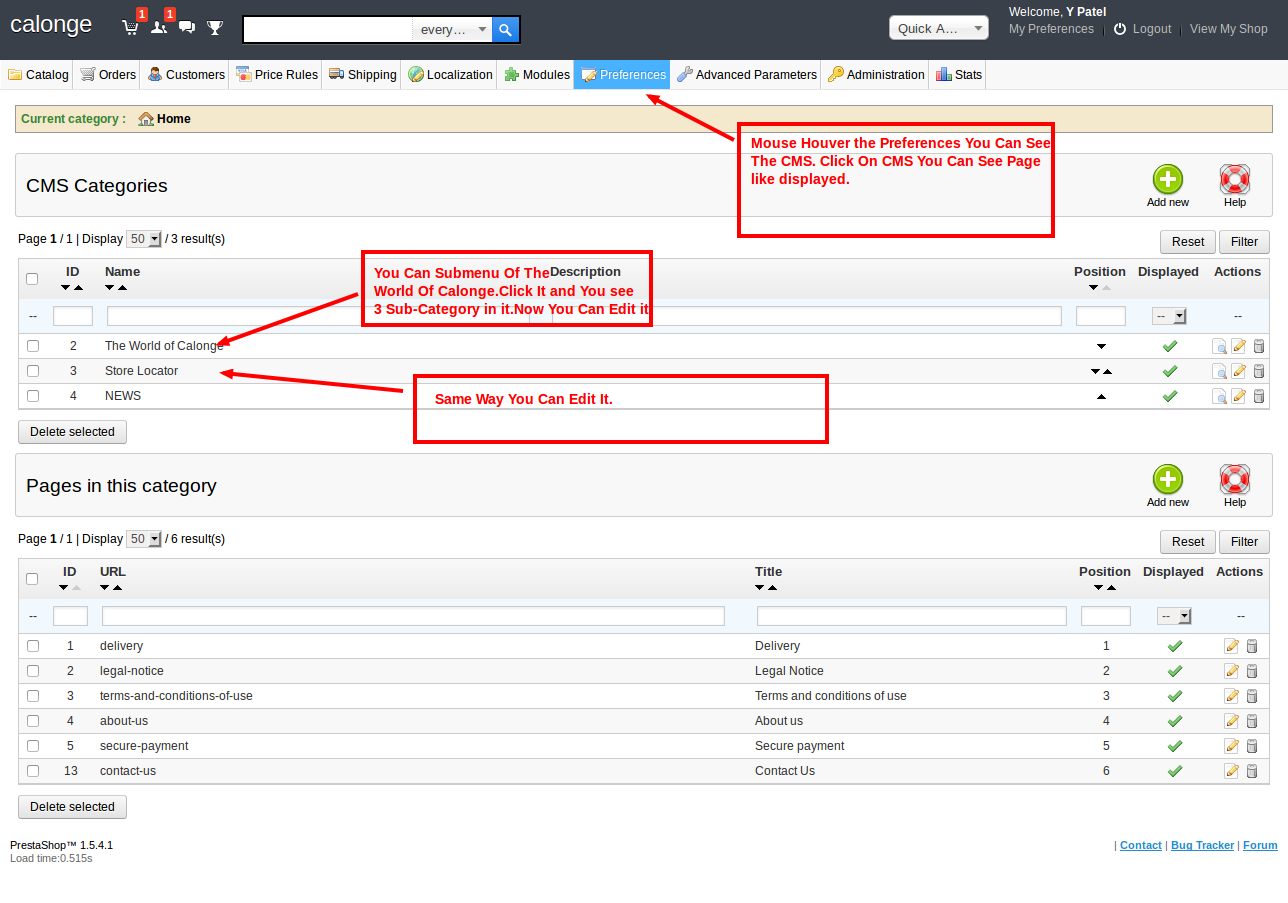 calonge
1
1
every...
Quick A...
Welcome, Y Patel
My Preferences | Logout | View My Shop
Catalog Orders Customers Price Rules Shipping Localization Modules Preferences Advanced Parameters Administration Stats
Current category : Home
Mouse Houver the Preferences You Can See
The CMS. Click On CMS You Can See Page
like displayed.
CMS Categories
Add new Help
Page 1 / 1 | Display 50 / 3 result(s)
Reset Filter
ID Name Description Position Displayed Actions
You Can Submenu Of The
World Of Calonge.Click It and You see
3 Sub-Category in it.Now You Can Edit it
-- -- --
2 The World of Calonge
3 Store Locator
4 NEWS
Same Way You Can Edit It.
Delete selected
Pages in this category
Add new Help
Page 1 / 1 | Display 50 / 6 result(s)
Reset Filter
ID URL Title Position Displayed Actions
-- -- --
1 delivery Delivery 1
2 legal-notice Legal Notice 2
3 terms-and-conditions-of-use Terms and conditions of use 3
4 about-us About us 4
5 secure-payment Secure payment 5
13 contact-us Contact Us 6
Delete selected
PrestaShop™ 1.5.4.1
Load time:0.515s
| Contact | Bug Tracker | Forum